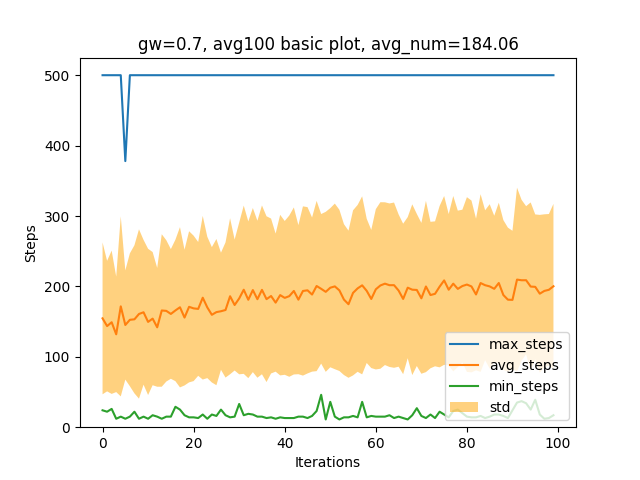 gw=0.7, avg100 basic plot, avg_num=184.06
500
400
300
200
100
0
Steps
0
20
40
60
80
100
Iterations
max_steps
avg_steps
min_steps
std